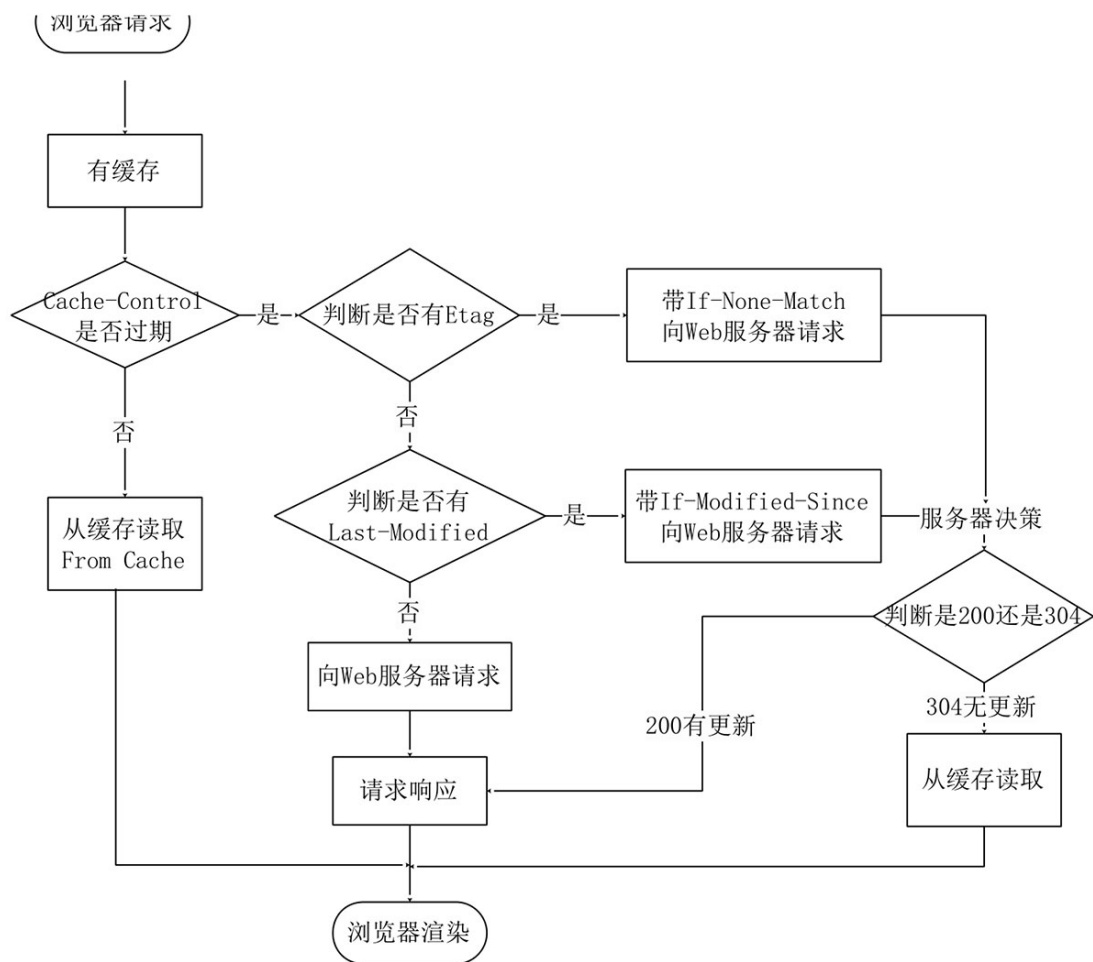 浏览器请求
有缓存
Cache-Control
是否过期
是
判断是否有Etag
是
带If-None-Match
向Web服务器请求
否
否
从缓存读取
From Cache
判断是否有
Last-Modified
是
带If-Modified-Since
向Web服务器请求
服务器决策
否
判断是200还是304
向Web服务器请求
200有更新
304无更新
请求响应
从缓存读取
浏览器渲染